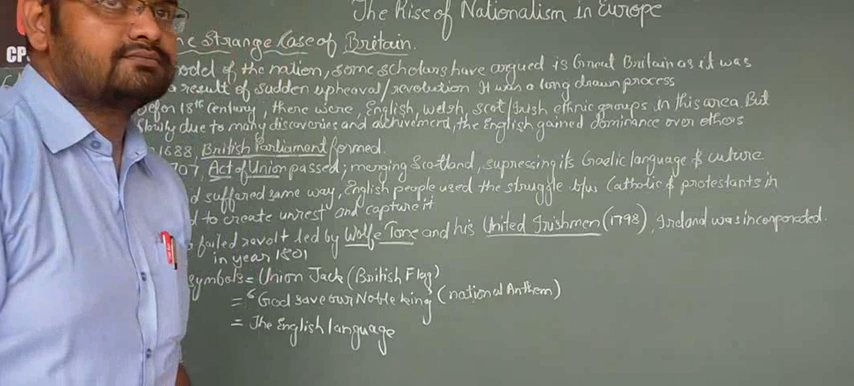 The Rise of Nationalism in Europe
CP
The Strange Case of Britain.
model of the nation, some scholars have argued is Great Britain as it was
result of sudden upheaval/revolution It was a long drawn process
18th century, there were, English, welsh, Scot/Irish ethnic groups in this area. But
slowly due to many discoveries and achivement, the English gained dominance over others
1688, British Parliament formed.
707, Act of Union passed; merging Scotland, supressing its Gaelic language & culture
suffered same way, English people used the struggle b/w Catholic & protestants in
to create unrest and capture it
failed revolt led by Wolfe Tone and his United Irishmen (1798), Ireland was incorporated
in year 1801
symbols = Union Jack (British Flag)
= "God save our Noble king" (national Anthem)
= The English language